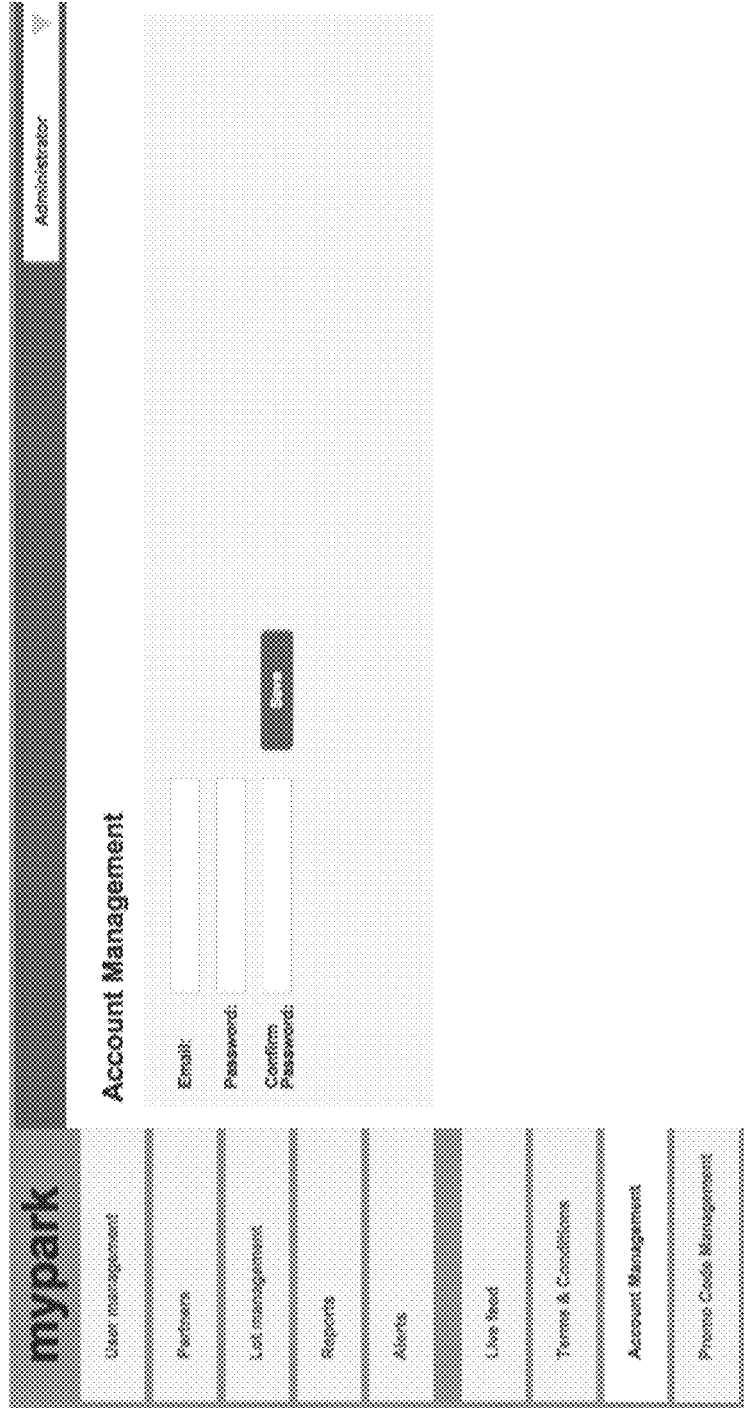 mypark
Administrator
User management
Partners
Lot management
Reports
Alerts
Live feed
Terms & Conditions
Account Management
Promo Code Management
Account Management
Email:
Password:
Confirm
Password:
Save